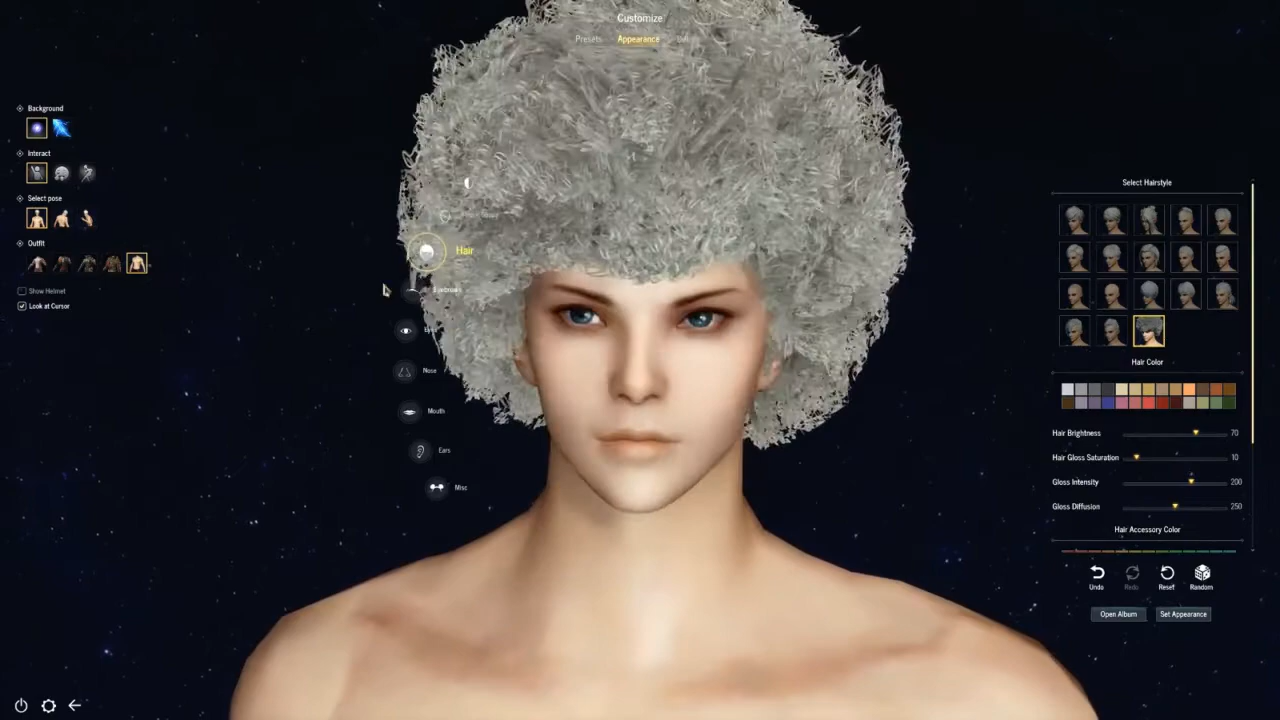 Customize
Presets Appearance
Background
Interact
Select pose
Outfit
Show Helmet
Look at Cursor
Hair
Eyebrows
Nose
Mouth
Ears
Misc
Select Hairstyle
Hair Color
Hair Brightness 70
Hair Gloss Saturation 10
Gloss Intensity 200
Gloss Diffusion 250
Hair Accessory Color
Undo Redo Reset Random
Open Album Set Appearance